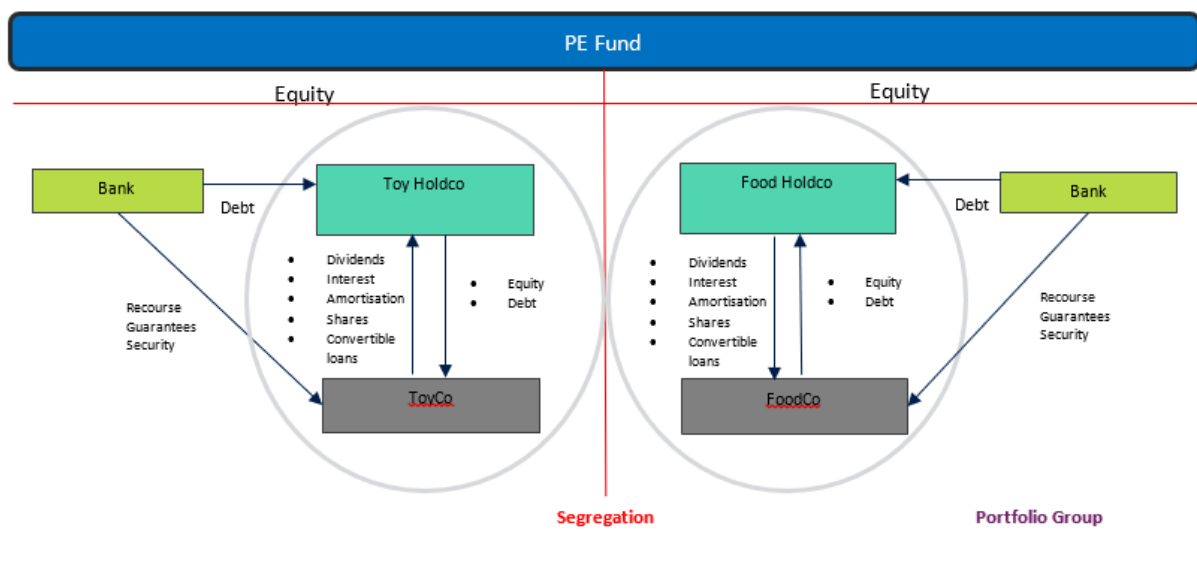 PE Fund
Equity
Equity
Bank
Debt
Toy Holdco
Dividends
Interest
Amortisation
Shares
Convertible
loans
Equity
Debt
Recourse
Guarantees
Security
ToyCo
Food Holdco
Debt
Bank
Dividends
Interest
Amortisation
Shares
Convertible
loans
Equity
Debt
Recourse
Guarantees
Security
FoodCo
Segregation
Portfolio Group